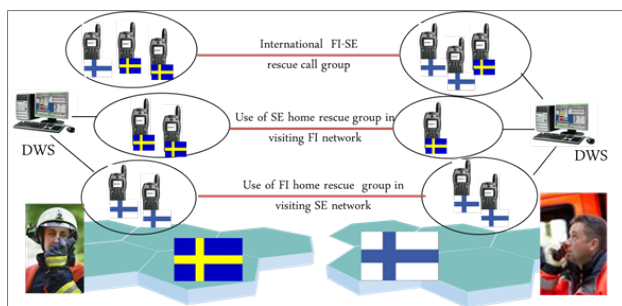 International FI-SE
rescue call group
Use of SE home rescue group in
visiting FI network
DWS
DWS
Use of FI home rescue group in
visiting SE network